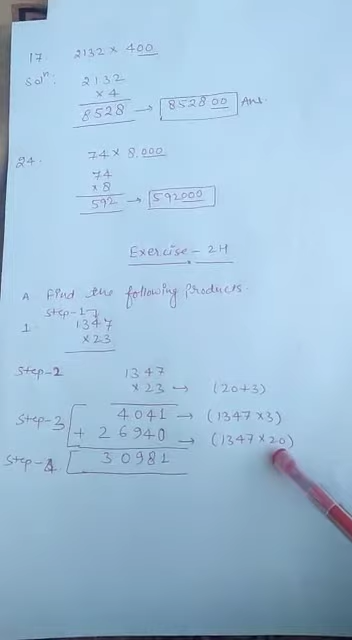 17. 2132 × 400
Solⁿ: 2132
× 4
8528 → 852800 Ans.
24. 74 × 8,000
74
× 8
592 → 592000
Exercise - 2H
A Find the following Products.
Step-1
1. 1347
× 23
Step-2 1347
× 23 → (20+3)
Step-3 4041 → (1347 × 3)
+ 26940 → (1347 × 20)
Step-4 30981